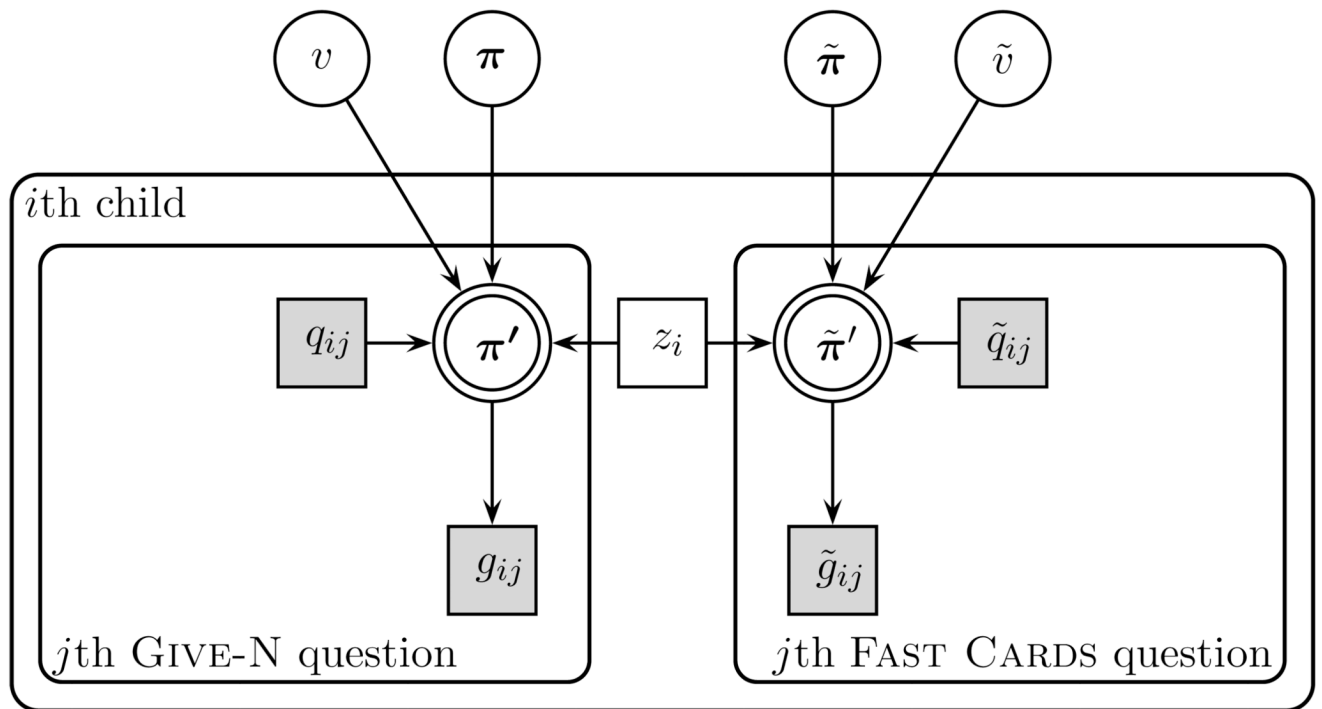 v π π̃ ṽ
ith child
q_ij π′ z_i π̃′ q̃_ij
g_ij g̃_ij
jth GIVE-N question jth FAST CARDS question